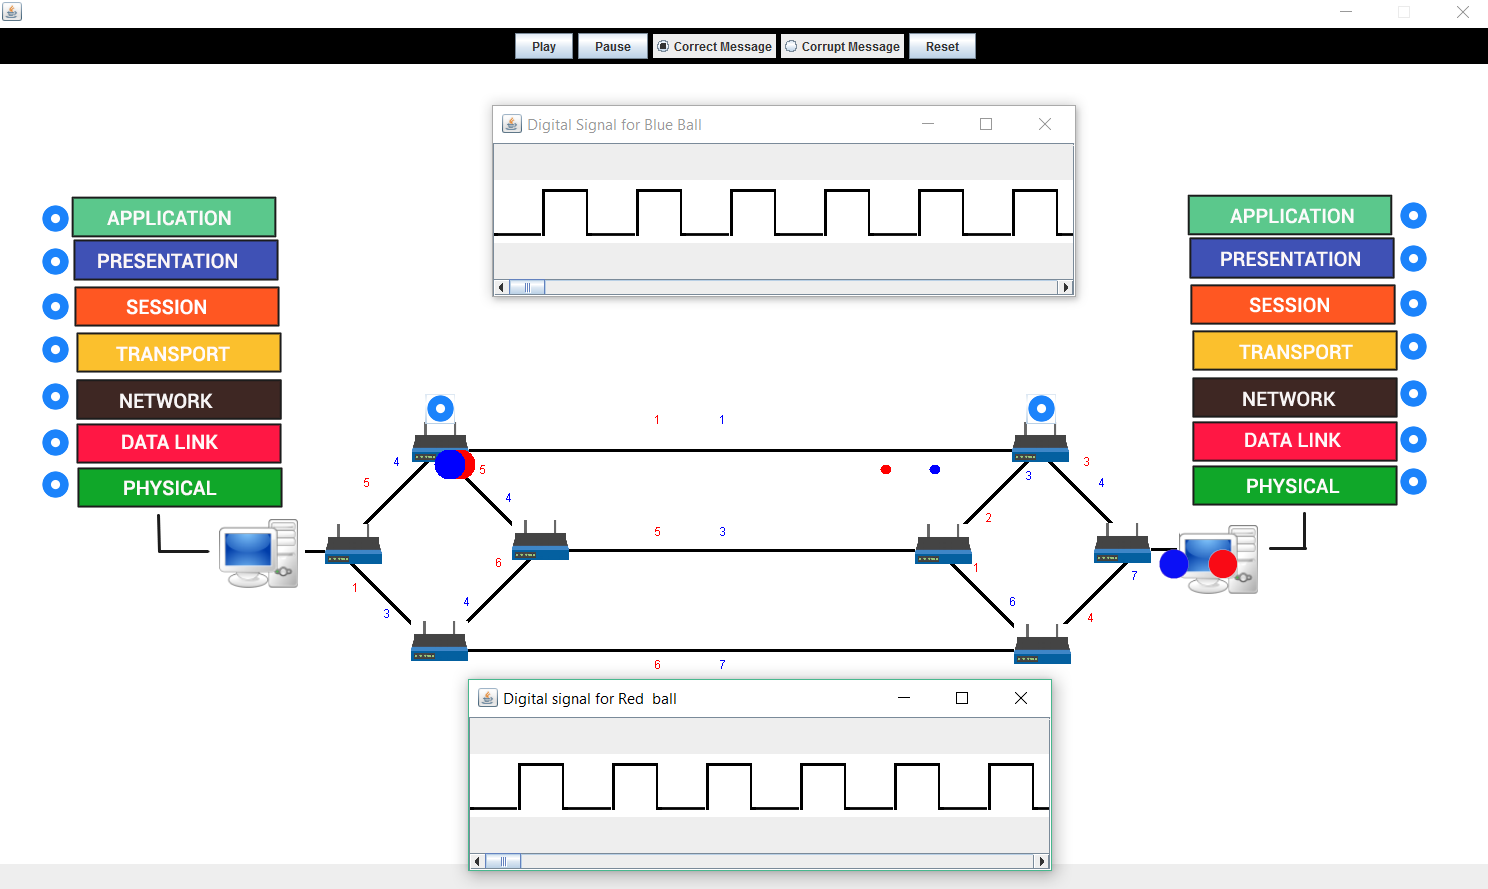 Play Pause Correct Message Corrupt Message Reset
Digital Signal for Blue Ball
APPLICATION
PRESENTATION
SESSION
TRANSPORT
NETWORK
DATA LINK
PHYSICAL
APPLICATION
PRESENTATION
SESSION
TRANSPORT
NETWORK
DATA LINK
PHYSICAL
1 1
4 5 3
5 4 3 4
2
5 3
6 1
1 4 6 7
3 4
6 7
Digital signal for Red ball